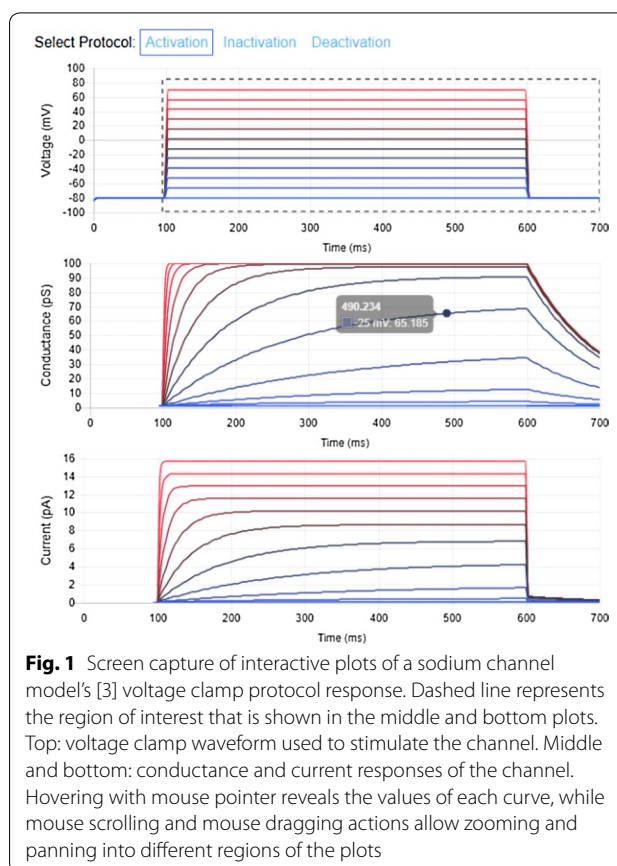 Select Protocol: Activation Inactivation Deactivation
100
80
60
40
20
0
-20
-40
-60
-80
-100
Voltage (mV)
0 100 200 300 400 500 600 700
Time (ms)
100
90
80
70
60
50
40
30
20
10
0
Conductance (pS)
490.234
-25 mV: 65.185
0 100 200 300 400 500 600 700
Time (ms)
16
14
12
10
8
6
4
2
0
Current (pA)
0 100 200 300 400 500 600 700
Time (ms)
Fig. 1 Screen capture of interactive plots of a sodium channel
model's [3] voltage clamp protocol response. Dashed line represents
the region of interest that is shown in the middle and bottom plots.
Top: voltage clamp waveform used to stimulate the channel. Middle
and bottom: conductance and current responses of the channel.
Hovering with mouse pointer reveals the values of each curve, while
mouse scrolling and mouse dragging actions allow zooming and
panning into different regions of the plots